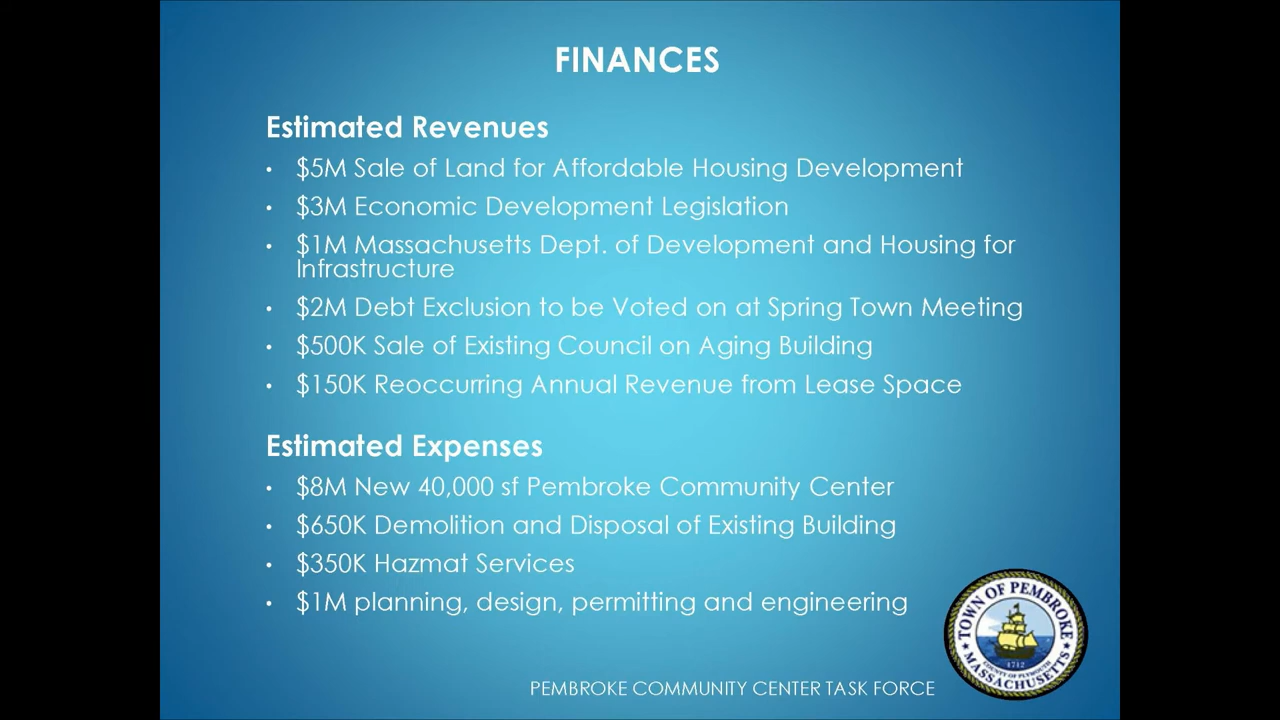 FINANCES
Estimated Revenues
• $5M Sale of Land for Affordable Housing Development
• $3M Economic Development Legislation
• $1M Massachusetts Dept. of Development and Housing for
Infrastructure
• $2M Debt Exclusion to be Voted on at Spring Town Meeting
• $500K Sale of Existing Council on Aging Building
• $150K Reoccurring Annual Revenue from Lease Space
Estimated Expenses
• $8M New 40,000 sf Pembroke Community Center
• $650K Demolition and Disposal of Existing Building
• $350K Hazmat Services
• $1M planning, design, permitting and engineering
TOWN OF PEMBROKE
1712
COUNTY OF PLYMOUTH
MASSACHUSETTS
PEMBROKE COMMUNITY CENTER TASK FORCE